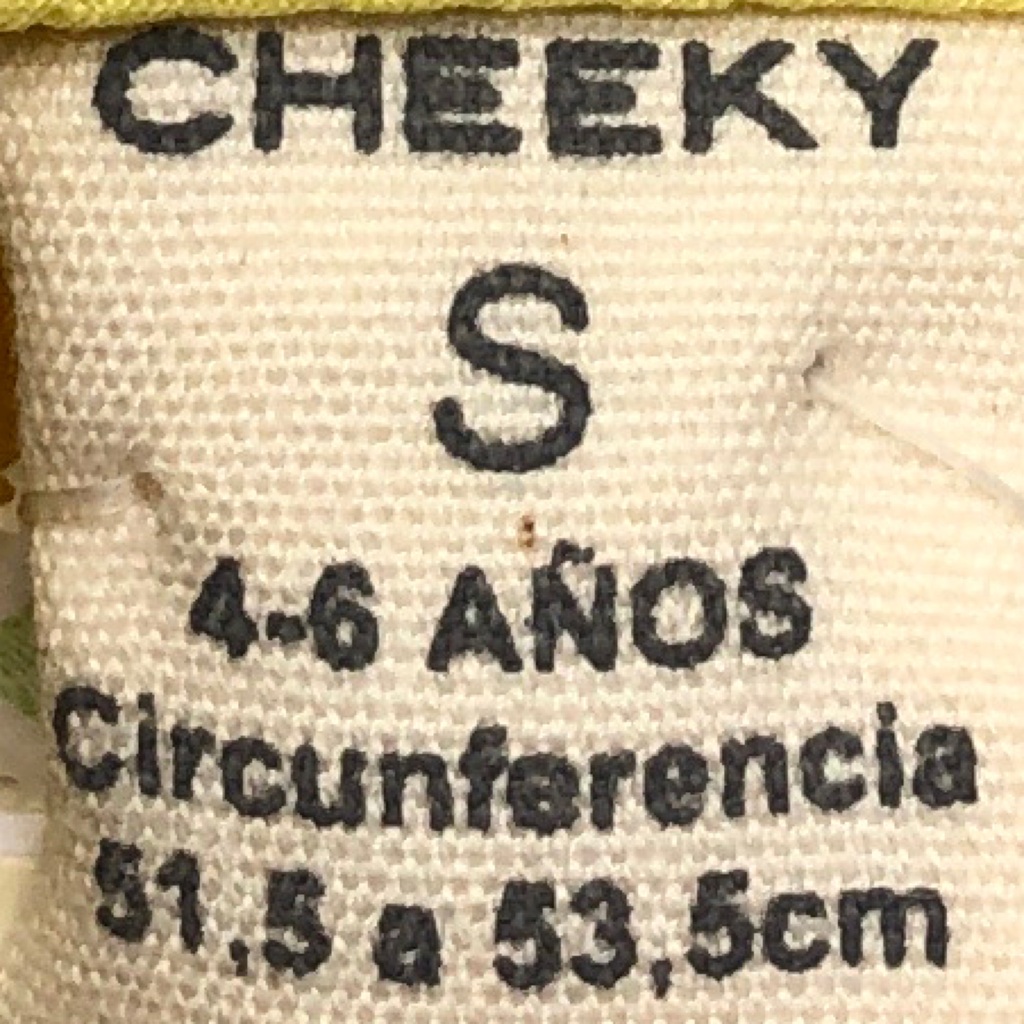 CHEEKY
S
4-6 AÑOS
Circunferencia
51,5 a 53,5cm